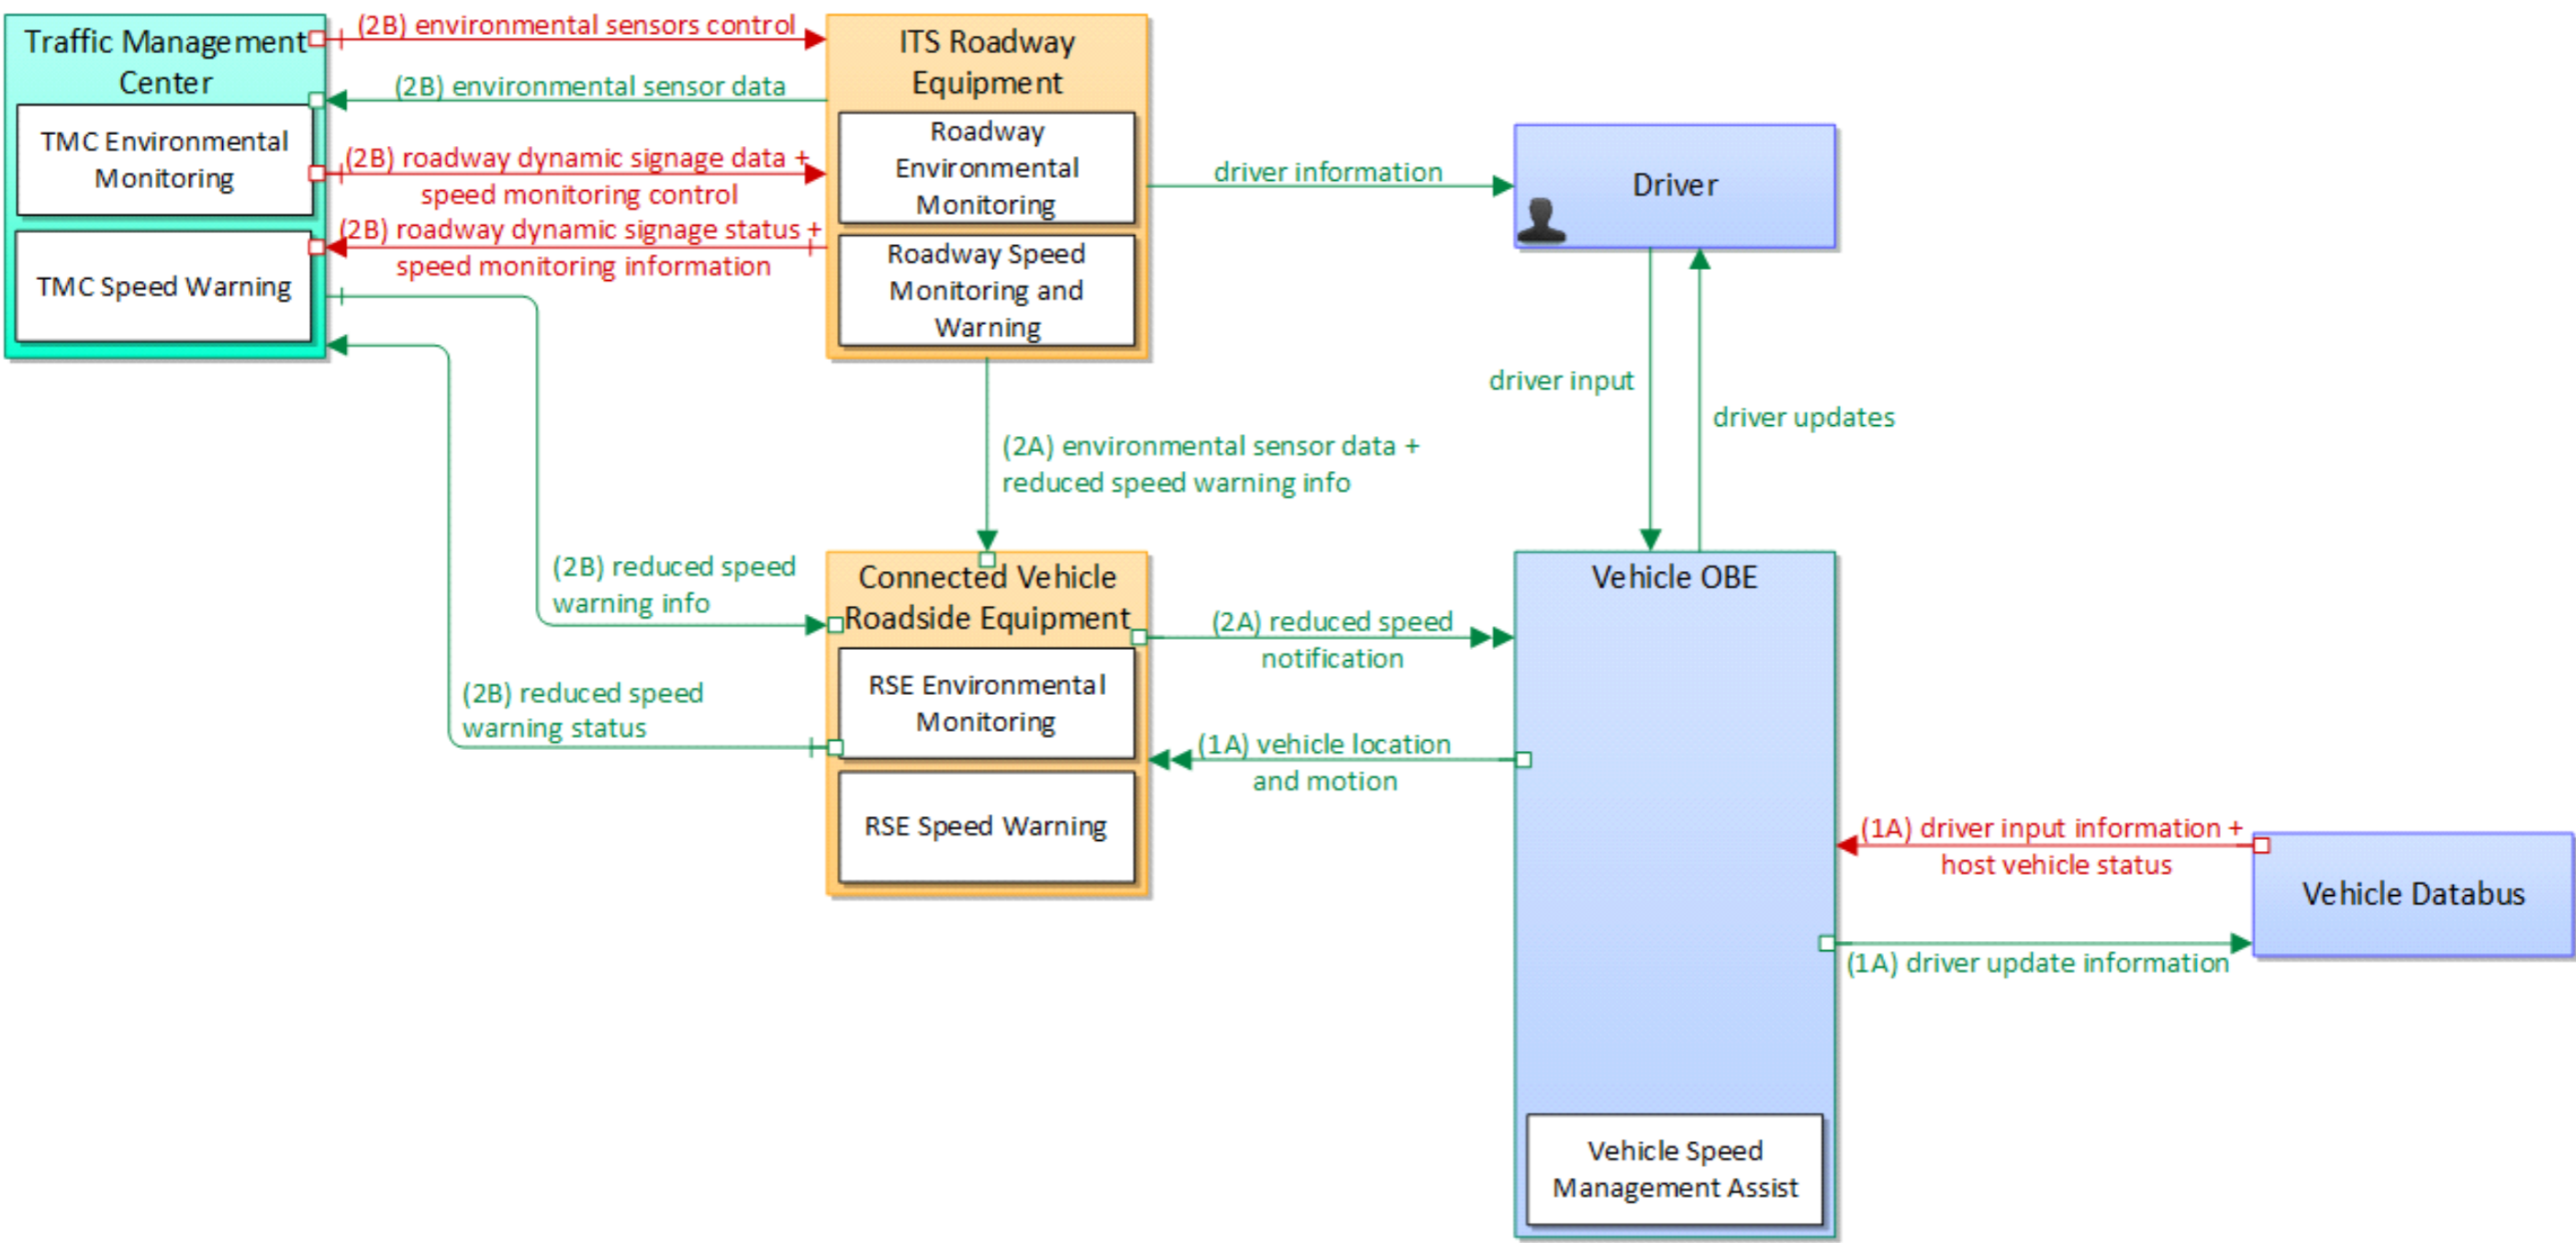 Traffic Management
Center
TMC Environmental
Monitoring
TMC Speed Warning
(2B) environmental sensors control
(2B) environmental sensor data
(2B) roadway dynamic signage data +
speed monitoring control
(2B) roadway dynamic signage status +
speed monitoring information
ITS Roadway
Equipment
Roadway
Environmental
Monitoring
Roadway Speed
Monitoring and
Warning
driver information
Driver
driver input
driver updates
(2A) environmental sensor data +
reduced speed warning info
(2B) reduced speed
warning info
(2B) reduced speed
warning status
Connected Vehicle
Roadside Equipment
RSE Environmental
Monitoring
RSE Speed Warning
(2A) reduced speed
notification
(1A) vehicle location
and motion
Vehicle OBE
Vehicle Speed
Management Assist
(1A) driver input information +
host vehicle status
(1A) driver update information
Vehicle Databus